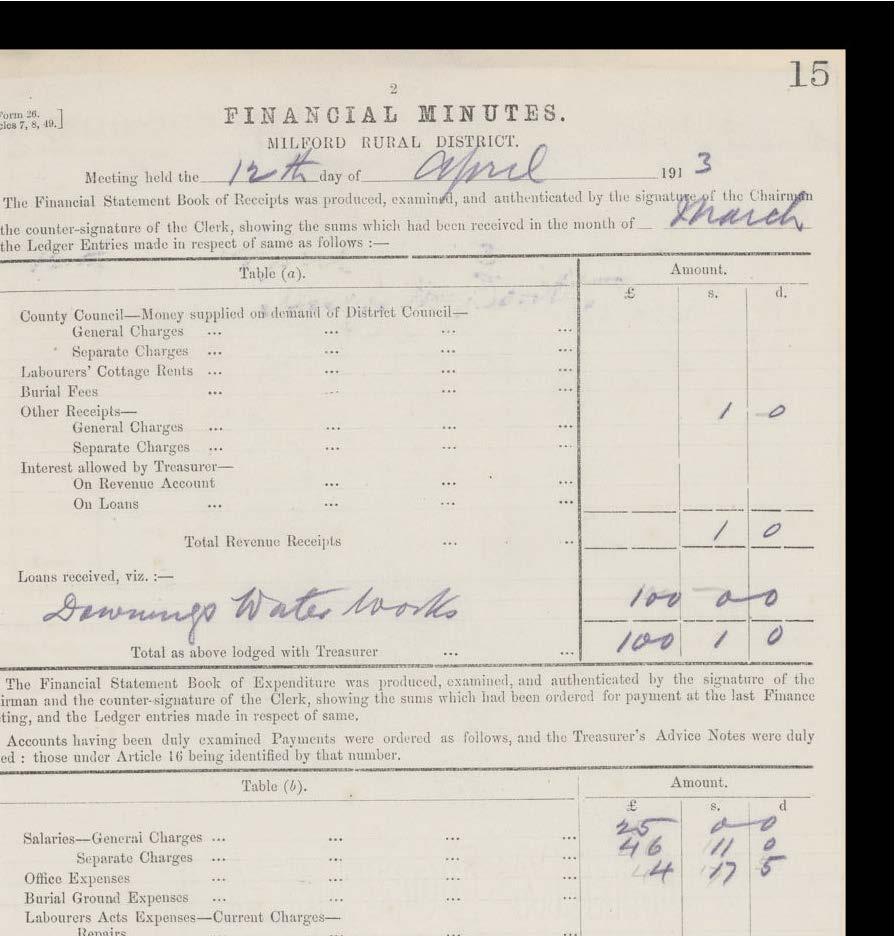 15
2
Form 26.
cles 7, 8, 49.]
FINANCIAL MINUTES.
MILFORD RURAL DISTRICT.
Meeting held the 12th day of April 1913
The Financial Statement Book of Receipts was produced, examined, and authenticated by the signature of the Chairman
the counter-signature of the Clerk, showing the sums which had been received in the month of March
the Ledger Entries made in respect of same as follows :—
Table (a). Amount.
£ s. d.
County Council—Money supplied on demand of District Council—
General Charges ... ... ... ...
Separate Charges ... ... ... ...
Labourers' Cottage Rents ... ... ... ...
Burial Fees ... ... ... ...
Other Receipts— 1 0
General Charges ... ... ... ...
Separate Charges ... ... ... ...
Interest allowed by Treasurer—
On Revenue Account ... ... ...
On Loans ... ... ... ...
Total Revenue Receipts ... ... 1 0
Loans received, viz. :—
Downings Water Works 100 0 0
Total as above lodged with Treasurer ... ... 100 1 0
The Financial Statement Book of Expenditure was produced, examined, and authenticated by the signature of the
irman and the counter-signature of the Clerk, showing the sums which had been ordered for payment at the last Finance
ting, and the Ledger entries made in respect of same.
Accounts having been duly examined Payments were ordered as follows, and the Treasurer's Advice Notes were duly
ed : those under Article 16 being identified by that number.
Table (b). Amount.
£ s. d
Salaries—General Charges ... ... ... ... 25 0 0
Separate Charges ... ... ... ... 46 11 0
Office Expenses ... ... ... ... 4 17 5
Burial Ground Expenses ... ... ... ...
Labourers Acts Expenses—Current Charges—
Repairs ... ... ...